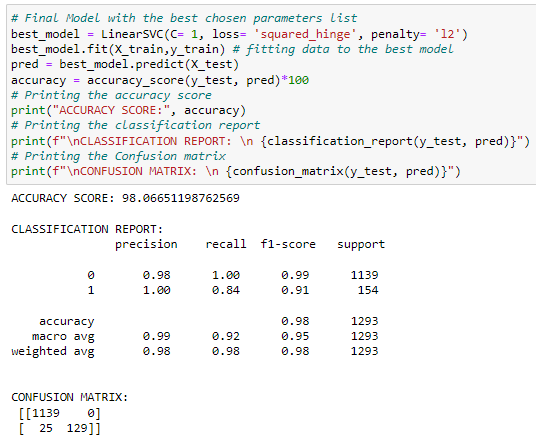 # Final Model with the best chosen parameters list
best_model = LinearSVC(C= 1, loss= 'squared_hinge', penalty= 'l2')
best_model.fit(X_train,y_train) # fitting data to the best model
pred = best_model.predict(X_test)
accuracy = accuracy_score(y_test, pred)*100
# Printing the accuracy score
print("ACCURACY SCORE:", accuracy)
# Printing the classification report
print(f"\nCLASSIFICATION REPORT: \n {classification_report(y_test, pred)}")
# Printing the Confusion matrix
print(f"\nCONFUSION MATRIX: \n {confusion_matrix(y_test, pred)}")
ACCURACY SCORE: 98.06651198762569
CLASSIFICATION REPORT:
precision recall f1-score support
0 0.98 1.00 0.99 1139
1 1.00 0.84 0.91 154
accuracy 0.98 1293
macro avg 0.99 0.92 0.95 1293
weighted avg 0.98 0.98 0.98 1293
CONFUSION MATRIX:
[[1139 0]
[ 25 129]]